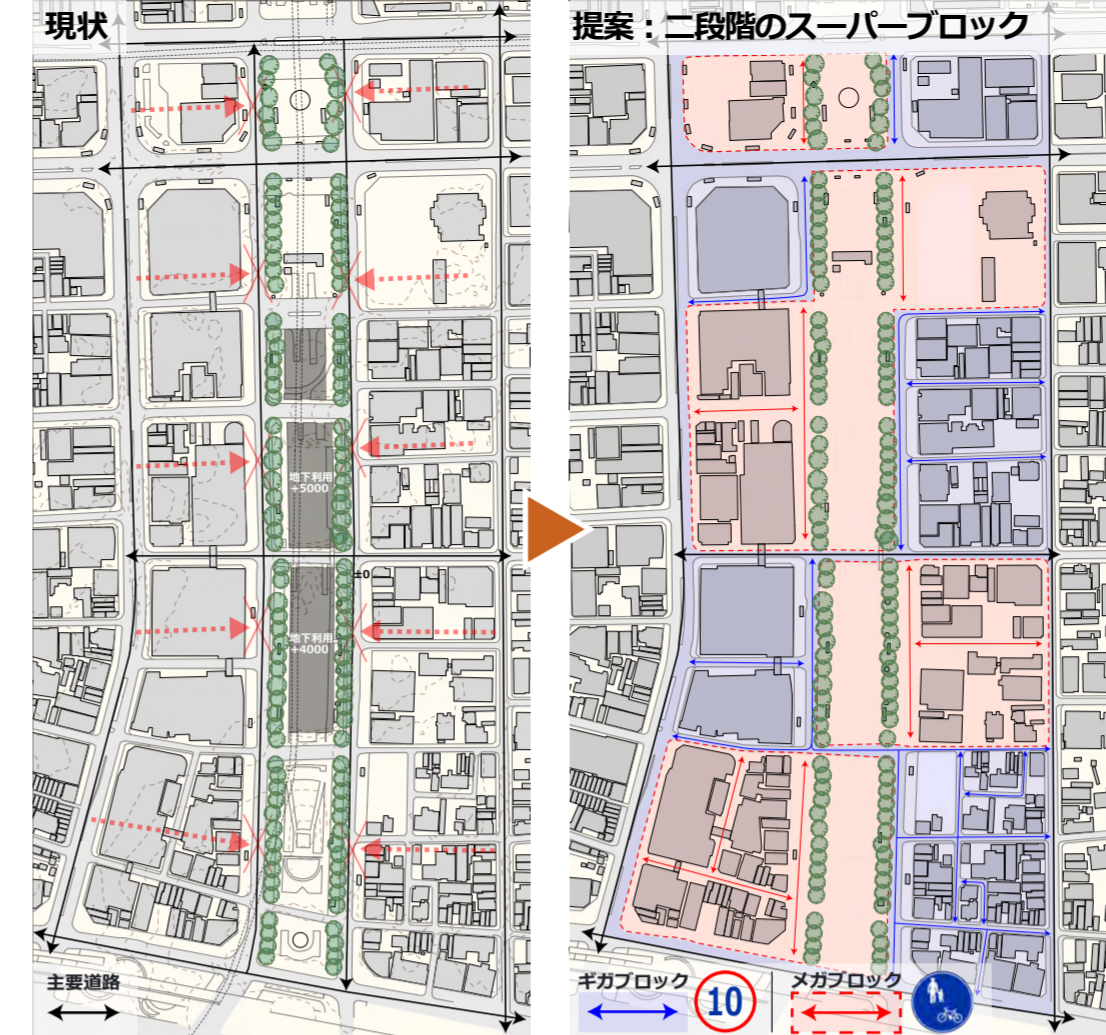 現状
提案：二段階のスーパーブロック
地下利用
+5000
±0
地下利用
+4000
主要道路
ギガブロック
10
メガブロック